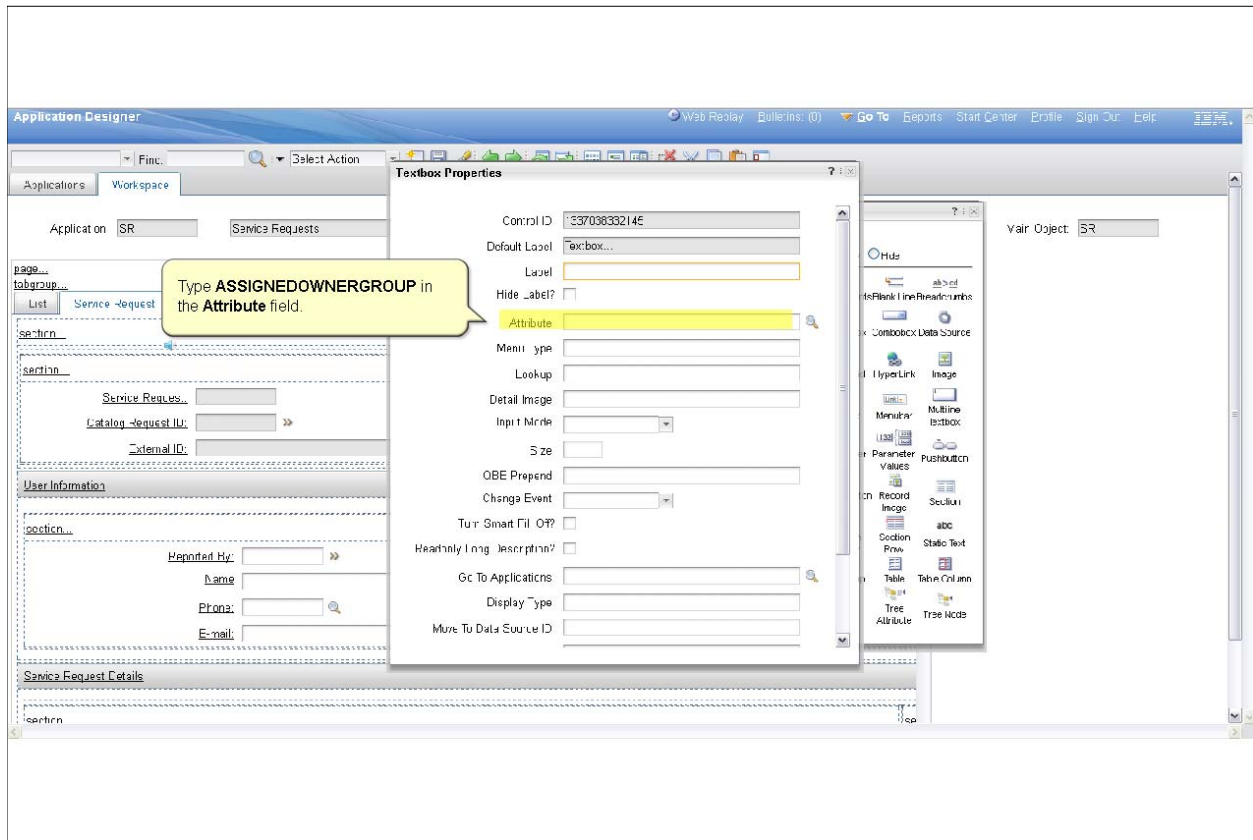 Application Designer
Web Replay Bulletins: (0) Go To Reports Start Center Profile Sign Out Help IBM.
Find: Select Action
Applications Workspace
Application SR Service Requests Main Object: SR
page...
tabgroup...
List Service Request
section...
section...
Service Reques..
Catalog Request ID:
External ID:
User Information
section...
Reported By:
Name
Phone:
E-mail:
Service Request Details
section
se
Type ASSIGNEDOWNERGROUP in
the Attribute field.
Textbox Properties
Control ID 1337038332145
Default Label Textbox...
Label
Hide Label?
Attribute
Menu Type
Lookup
Detail Image
Input Mode
Size
OBE Prepend
Change Event
Turn Smart Fill Off?
Readonly Long Description?
Go To Applications
Display Type
Move To Data Source ID
Hide
Blank Line Breadcrumbs
Combobox Data Source
HyperLink Image
Menubar Multiline
textbox
Parameter
Values Pushbutton
Record
Image Section
Section
Row Static Text
Table Table Column
Tree
Attribute Tree Node